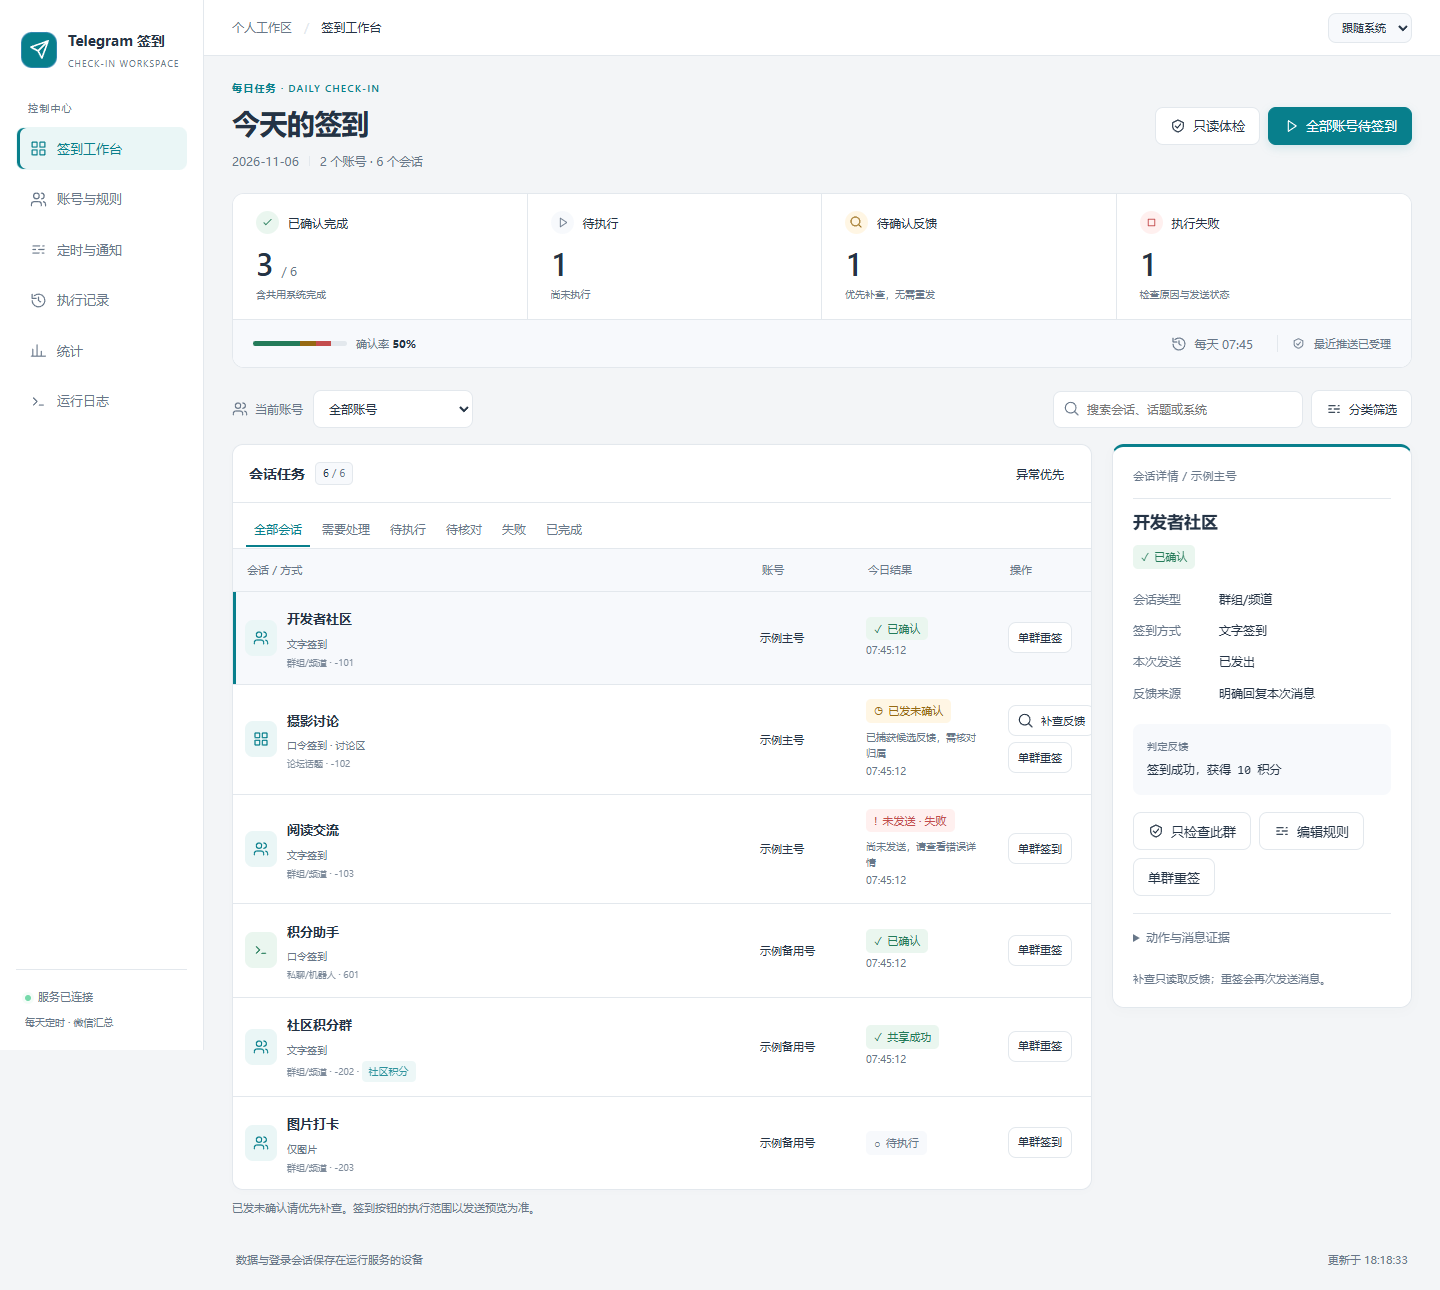 Telegram 签到
CHECK-IN WORKSPACE
控制中心
签到工作台
账号与规则
定时与通知
执行记录
统计
运行日志
服务已连接
每天定时 · 微信汇总
个人工作区 / 签到工作台
跟随系统
每日任务 · DAILY CHECK-IN
今天的签到
2026-11-06 2 个账号 · 6 个会话
只读体检
全部账号待签到
已确认完成
3 / 6
含共用系统完成
待执行
1
尚未执行
待确认反馈
1
优先补查，无需重发
执行失败
1
检查原因与发送状态
确认率 50%
每天 07:45
最近推送已受理
当前账号
全部账号
搜索会话、话题或系统
分类筛选
会话任务 6 / 6
异常优先
全部会话 需要处理 待执行 待核对 失败 已完成
会话 / 方式 账号 今日结果 操作
开发者社区
文字签到
群组/频道 · -101
示例主号
✓ 已确认
07:45:12
单群重签
摄影讨论
口令签到 · 讨论区
论坛话题 · -102
示例主号
已发未确认
已捕获候选反馈，需核对
归属
07:45:12
补查反馈
单群重签
阅读交流
文字签到
群组/频道 · -103
示例主号
! 未发送 · 失败
尚未发送，请查看错误详
情
07:45:12
单群签到
积分助手
口令签到
私聊/机器人 · 601
示例备用号
✓ 已确认
07:45:12
单群重签
社区积分群
文字签到
群组/频道 · -202 · 社区积分
示例备用号
✓ 共享成功
07:45:12
单群重签
图片打卡
仅图片
群组/频道 · -203
示例备用号
○ 待执行
单群签到
已发未确认请优先补查。签到按钮的执行范围以发送预览为准。
会话详情 / 示例主号
开发者社区
✓ 已确认
会话类型 群组/频道
签到方式 文字签到
本次发送 已发出
反馈来源 明确回复本次消息
判定反馈
签到成功，获得 10 积分
只检查此群
编辑规则
单群重签
▶ 动作与消息证据
补查只读取反馈；重签会再次发送消息。
数据与登录会话保存在运行服务的设备
更新于 18:18:33